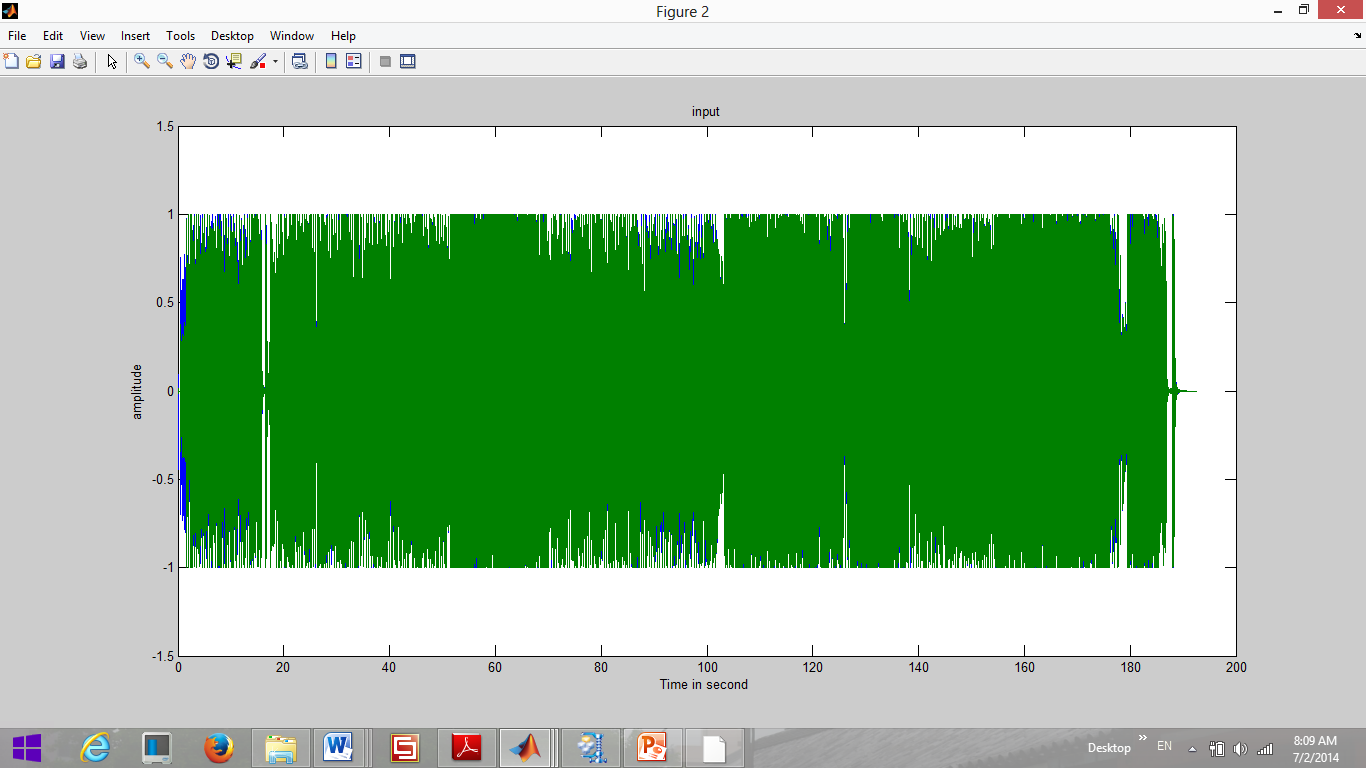 Figure 2
File Edit View Insert Tools Desktop Window Help
input
1.5
1
0.5
0
-0.5
-1
-1.5
amplitude
0 20 40 60 80 100 120 140 160 180 200
Time in second
Desktop » EN 8:09 AM
7/2/2014